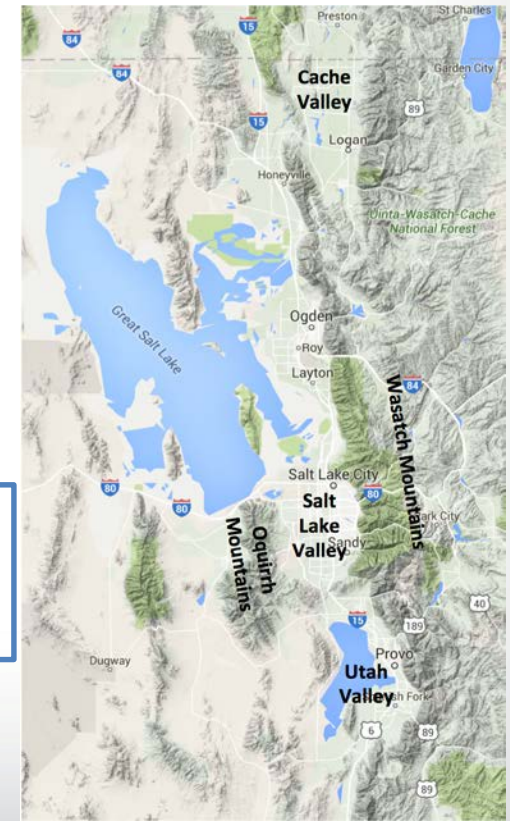 St Charles
Preston
15
84
Garden City
84
Cache
Valley
89
15
Logan
Honeyville
Uinta-Wasatch-Cache
National Forest
Great Salt Lake
Ogden
Roy
Layton
84
Wasatch Mountains
Salt Lake City
80
80
80
Salt
Lake
Valley
Park City
Sandy
Oquirrh
Mountains
40
15
189
Provo
Dugway
Utah
Valley
Spanish Fork
6
89
89